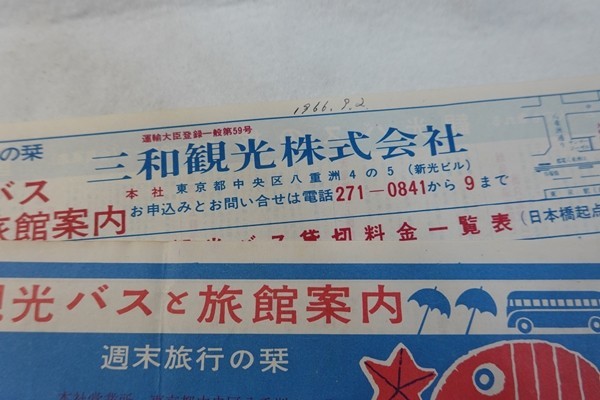 1966.9.2
運輸大臣登録一般第59号
の栞
三和観光株式会社
本社 東京都中央区八重洲4の5 (新光ビル)
バス
お申込みとお問い合せは電話271-0841から9まで
旅館案内
バス貸切料金一覧表 (日本橋起点
観光バスと旅館案内
週末旅行の栞